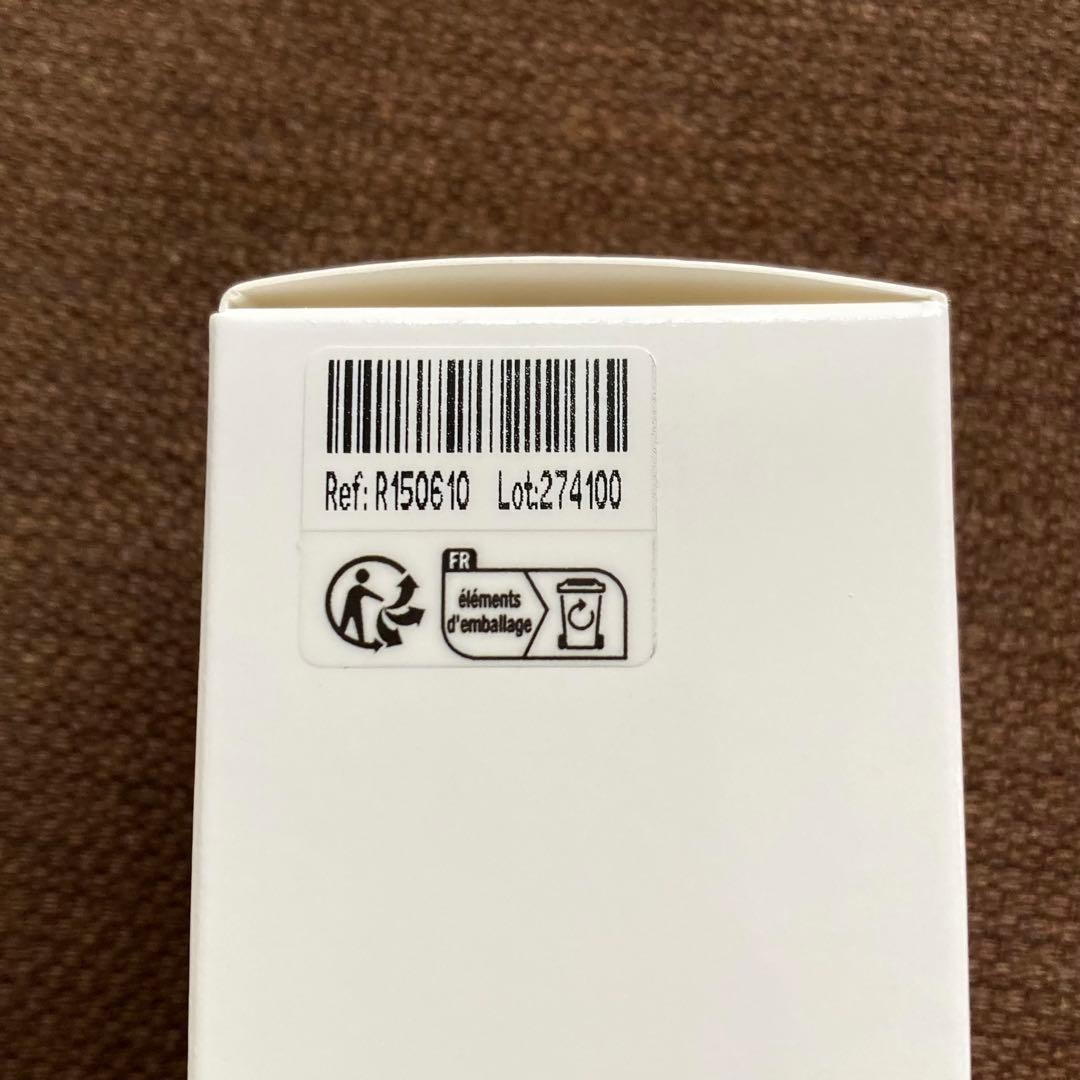 Ref: R150610 Lot:274100
FR
éléments
d'emballage